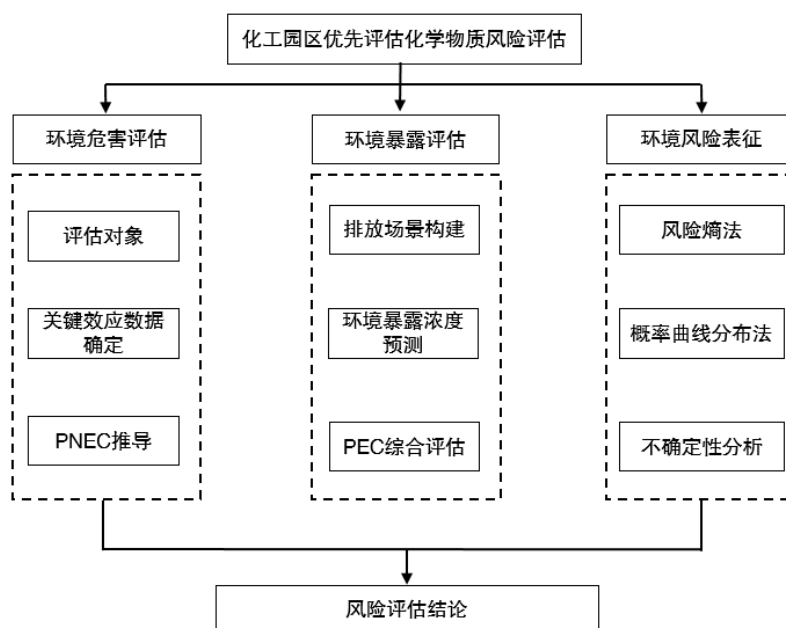 化工园区优先评估化学物质风险评估
环境危害评估
环境暴露评估
环境风险表征
评估对象
关键效应数据
确定
PNEC推导
排放场景构建
环境暴露浓度
预测
PEC综合评估
风险熵法
概率曲线分布法
不确定性分析
风险评估结论